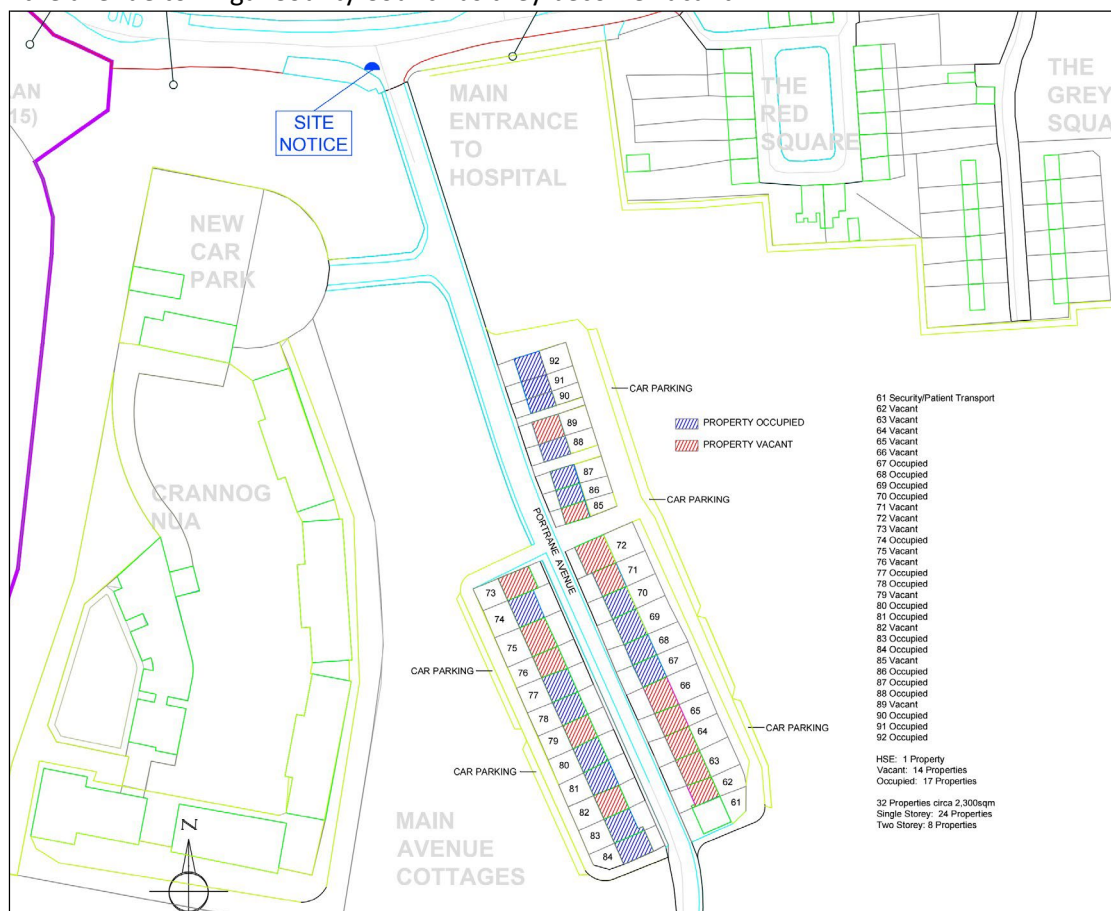 UND
LAN
15)
SITE
NOTICE
MAIN
ENTRANCE
TO
HOSPITAL
THE
RED
SQUARE
THE
GREY
SQUA
NEW
CAR
PARK
CRANNOG
NUA
92
91
90
89
88
87
86
85
CAR PARKING
PROPERTY OCCUPIED
PROPERTY VACANT
CAR PARKING
PORTRANE AVENUE
72
71
70
69
68
67
66
65
64
63
62
61
73
74
75
76
77
78
79
80
81
82
83
84
CAR PARKING
CAR PARKING
CAR PARKING
MAIN
AVENUE
COTTAGES
N
61 Security/Patient Transport
62 Vacant
63 Vacant
64 Vacant
65 Vacant
66 Vacant
67 Occupied
68 Occupied
69 Occupied
70 Occupied
71 Vacant
72 Vacant
73 Vacant
74 Occupied
75 Vacant
76 Vacant
77 Occupied
78 Occupied
79 Vacant
80 Occupied
81 Occupied
82 Vacant
83 Occupied
84 Occupied
85 Vacant
86 Occupied
87 Occupied
88 Occupied
89 Vacant
90 Occupied
91 Occupied
92 Occupied
HSE: 1 Property
Vacant: 14 Properties
Occupied: 17 Properties
32 Properties circa 2,300sqm
Single Storey: 24 Properties
Two Storey: 8 Properties